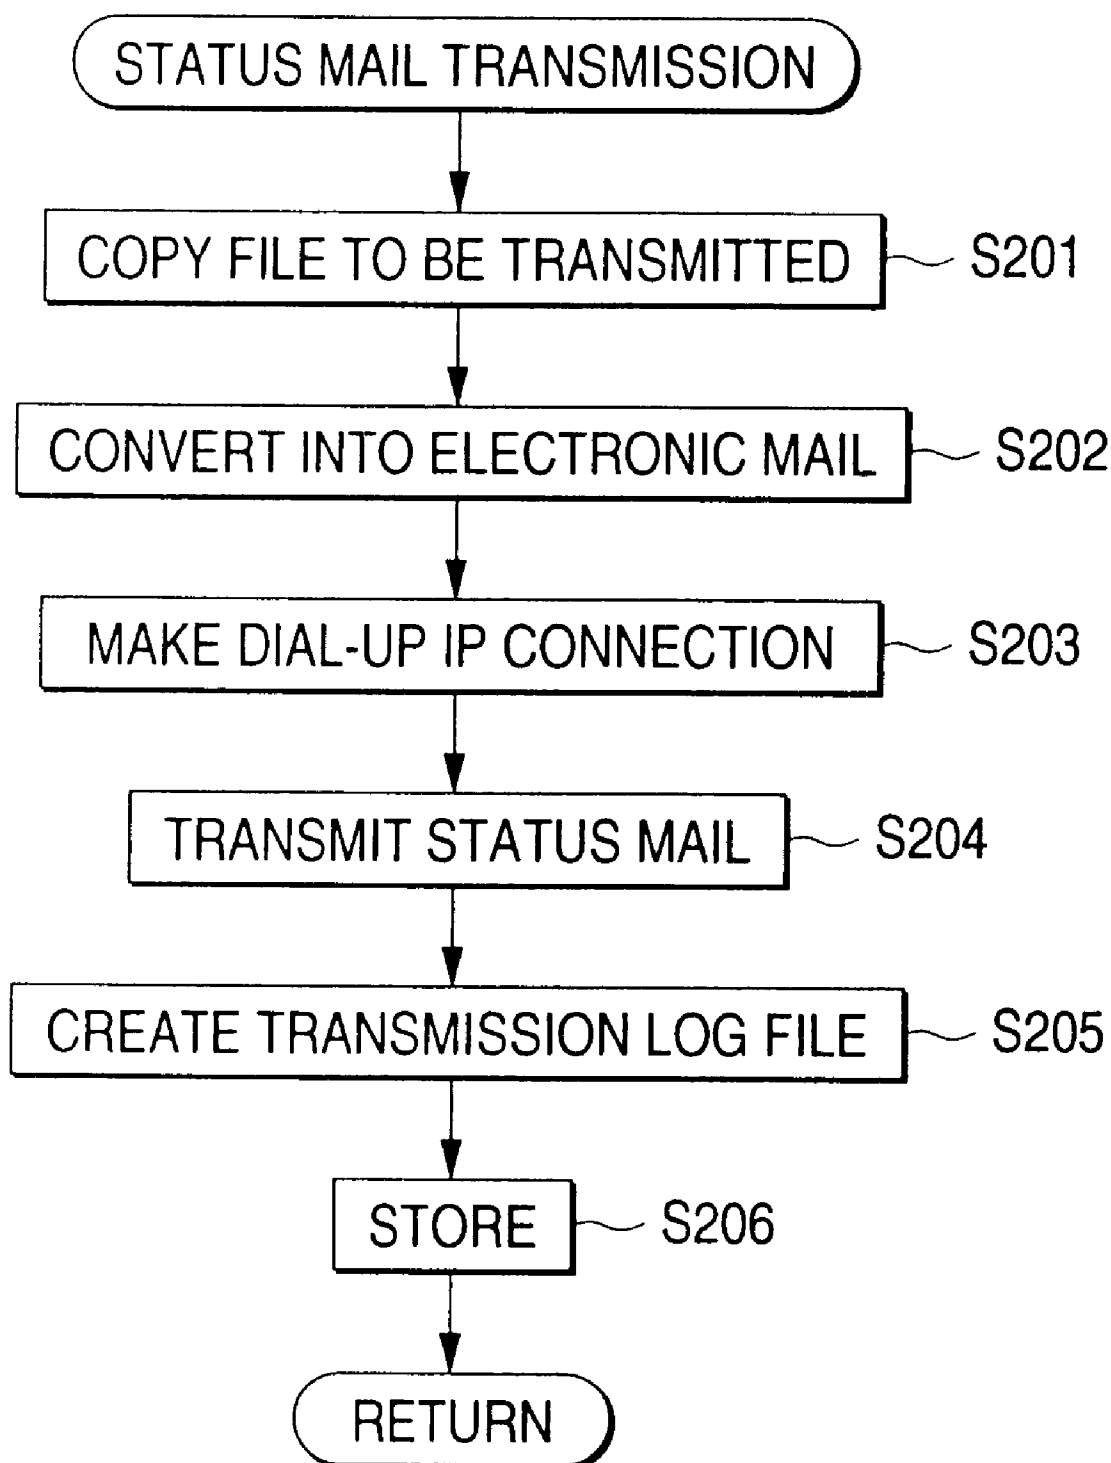 STATUS MAIL TRANSMISSION
COPY FILE TO BE TRANSMITTED
S201
CONVERT INTO ELECTRONIC MAIL
S202
MAKE DIAL-UP IP CONNECTION
S203
TRANSMIT STATUS MAIL
S204
CREATE TRANSMISSION LOG FILE
S205
STORE
S206
RETURN